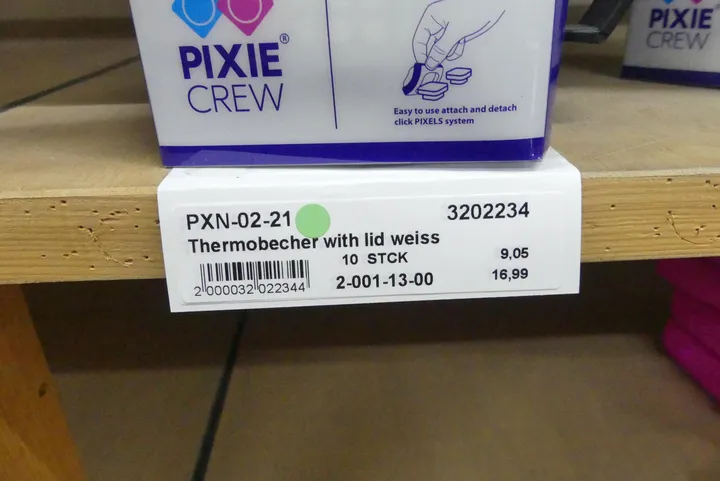 PIXIE®
CREW
Easy to use attach and detach
click PIXELS system
PIXIE
CREW
PXN-02-21 3202234
Thermobecher with lid weiss
10 STCK 9,05
2 000032 022344 2-001-13-00 16,99